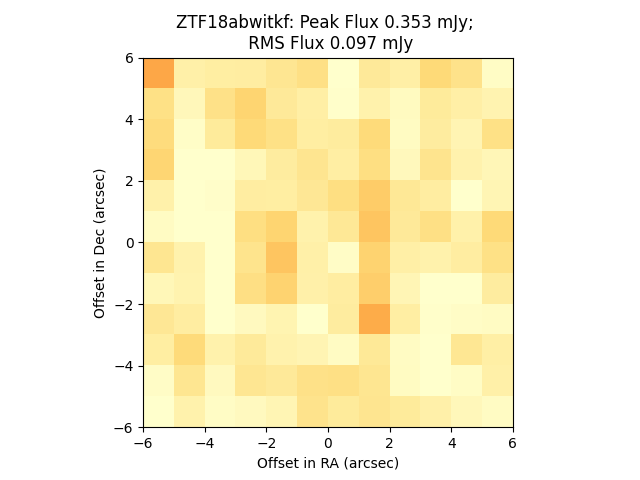 ZTF18abwitkf: Peak Flux 0.353 mJy;
RMS Flux 0.097 mJy
6
4
2
0
−2
−4
−6
Offset in Dec (arcsec)
−6 −4 −2 0 2 4 6
Offset in RA (arcsec)